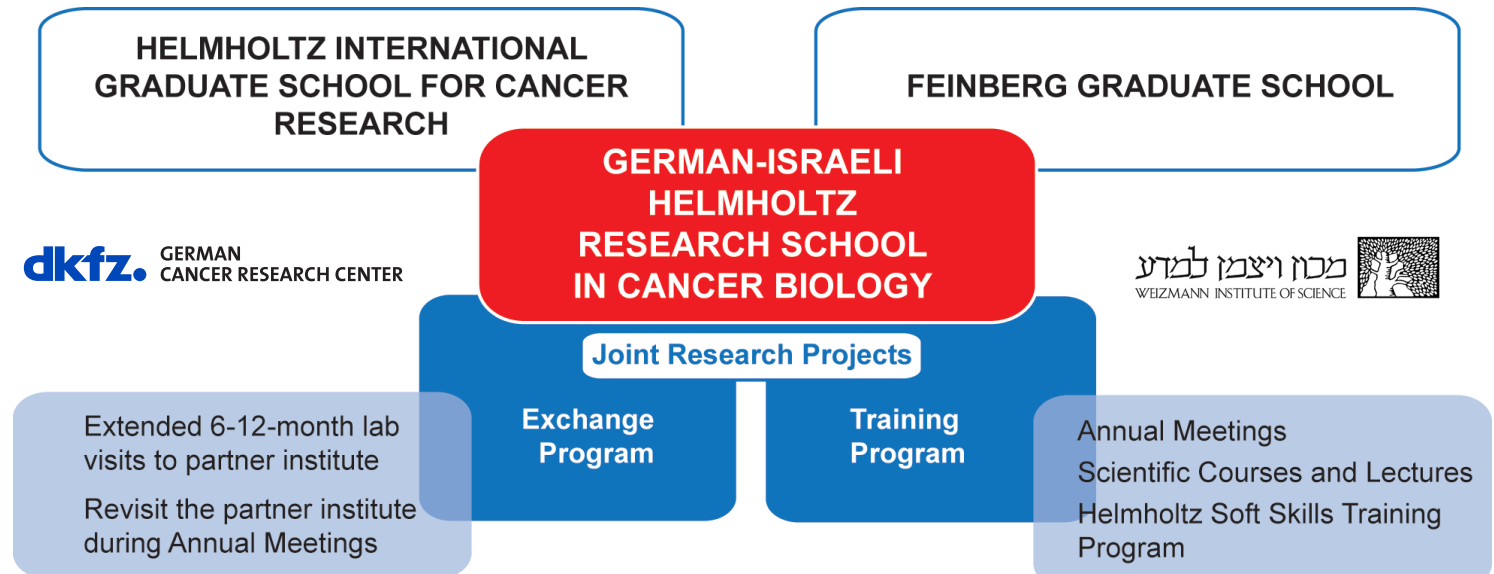 HELMHOLTZ INTERNATIONAL
GRADUATE SCHOOL FOR CANCER
RESEARCH
FEINBERG GRADUATE SCHOOL
GERMAN-ISRAELI
HELMHOLTZ
RESEARCH SCHOOL
IN CANCER BIOLOGY
dkfz. GERMAN
CANCER RESEARCH CENTER
מכון ויצמן למדע
WEIZMANN INSTITUTE OF SCIENCE
Joint Research Projects
Exchange
Program
Training
Program
Extended 6-12-month lab
visits to partner institute
Revisit the partner institute
during Annual Meetings
Annual Meetings
Scientific Courses and Lectures
Helmholtz Soft Skills Training
Program